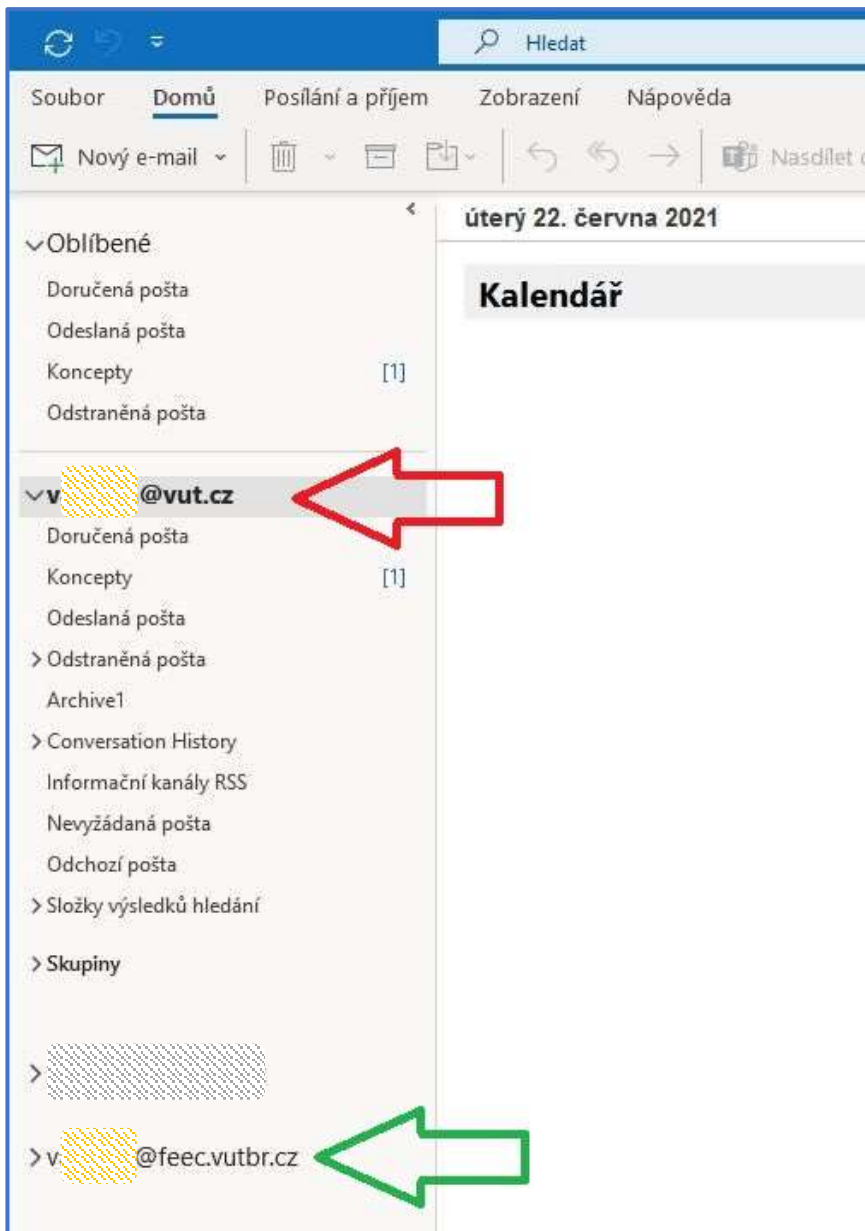 Hledat
Soubor Domů Posílání a příjem Zobrazení Nápověda
Nový e-mail Nasdílet
Oblíbené
Doručená pošta
Odeslaná pošta
Koncepty [1]
Odstraněná pošta
v @vut.cz
Doručená pošta
Koncepty [1]
Odeslaná pošta
Odstraněná pošta
Archive1
Conversation History
Informační kanály RSS
Nevyžádaná pošta
Odchozí pošta
Složky výsledků hledání
Skupiny
v @feec.vutbr.cz
úterý 22. června 2021
Kalendář